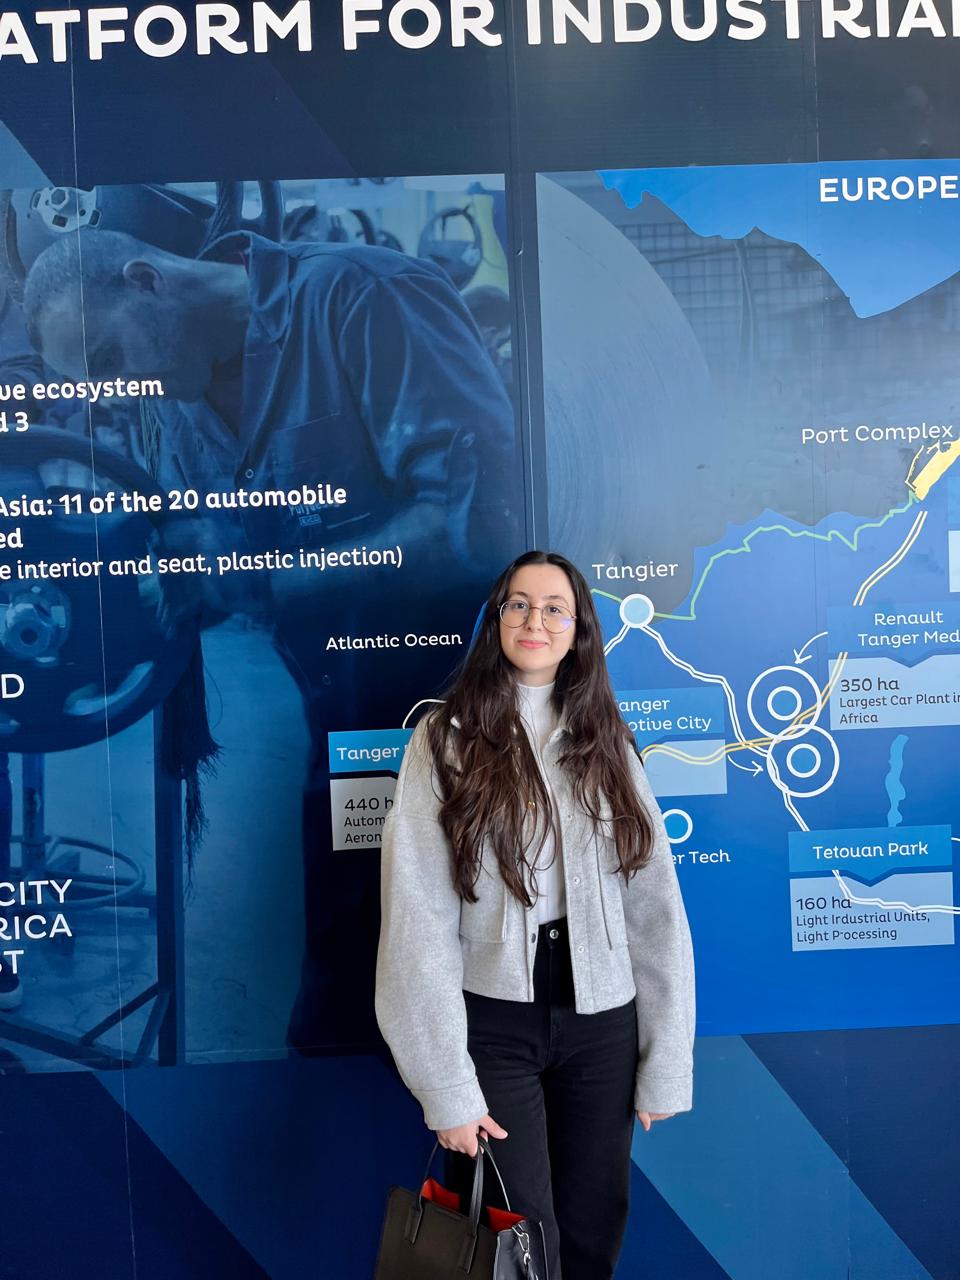 ATFORM FOR INDUSTRIAL
EUROPE
ue ecosystem
d 3
Asia: 11 of the 20 automobile
ed
e interior and seat, plastic injection)
D
CITY
RICA
ST
Port Complex
Tangier
Atlantic Ocean
Renault
Tanger Med
350 ha
Largest Car Plant in
Africa
anger
otive City
Tanger
440 h
Autom
Aeron
er Tech
Tetouan Park
160 ha
Light Industrial Units,
Light Processing